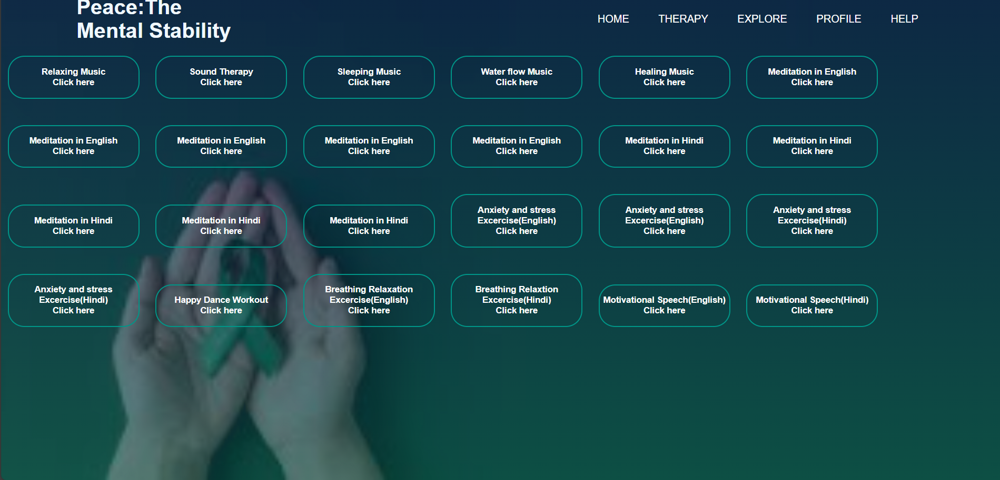 Peace:The
Mental Stability
HOME
THERAPY
EXPLORE
PROFILE
HELP
Relaxing Music
Click here
Sound Therapy
Click here
Sleeping Music
Click here
Water flow Music
Click here
Healing Music
Click here
Meditation in English
Click here
Meditation in English
Click here
Meditation in English
Click here
Meditation in English
Click here
Meditation in English
Click here
Meditation in Hindi
Click here
Meditation in Hindi
Click here
Meditation in Hindi
Click here
Meditation in Hindi
Click here
Meditation in Hindi
Click here
Anxiety and stress
Excercise(English)
Click here
Anxiety and stress
Excercise(English)
Click here
Anxiety and stress
Excercise(Hindi)
Click here
Anxiety and stress
Excercise(Hindi)
Click here
Happy Dance Workout
Click here
Breathing Relaxation
Excercise(English)
Click here
Breathing Relaxtion
Excercise(Hindi)
Click here
Motivational Speech(English)
Click here
Motivational Speech(Hindi)
Click here